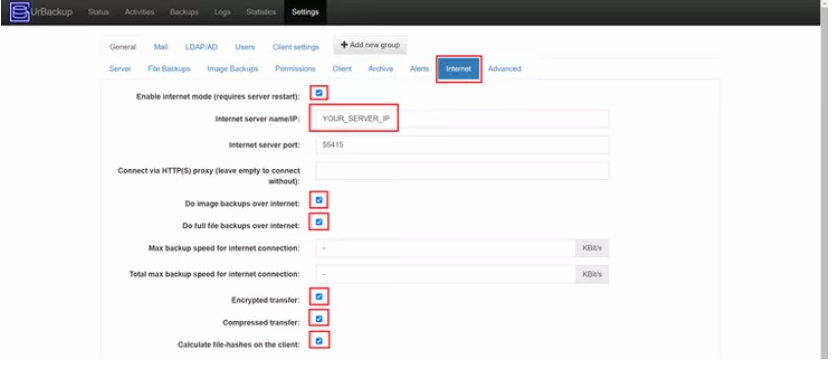 UrBackup Status Activities Backups Logs Statistics Settings
General Mail LDAP/AD Users Client settings Add new group
Server File Backups Image Backups Permissions Client Archive Alerts Internet Advanced
Enable internet mode (requires server restart):
Internet server name/IP: YOUR_SERVER_IP
Internet server port: 55415
Connect via HTTP(S) proxy (leave empty to connect
without):
Do image backups over internet:
Do full file backups over internet:
Max backup speed for internet connection: - KBit/s
Total max backup speed for internet connection: - KBit/s
Encrypted transfer:
Compressed transfer:
Calculate file-hashes on the client: